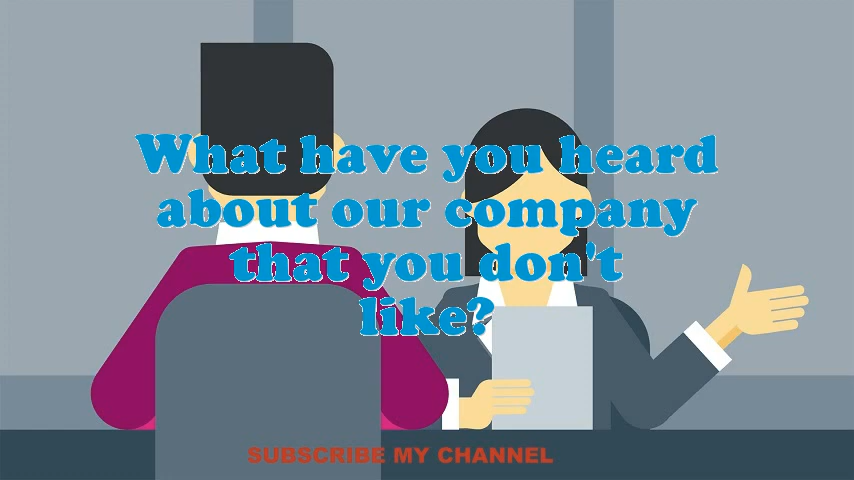 What have you heard
about our company
that you don't
like?
SUBSCRIBE MY CHANNEL